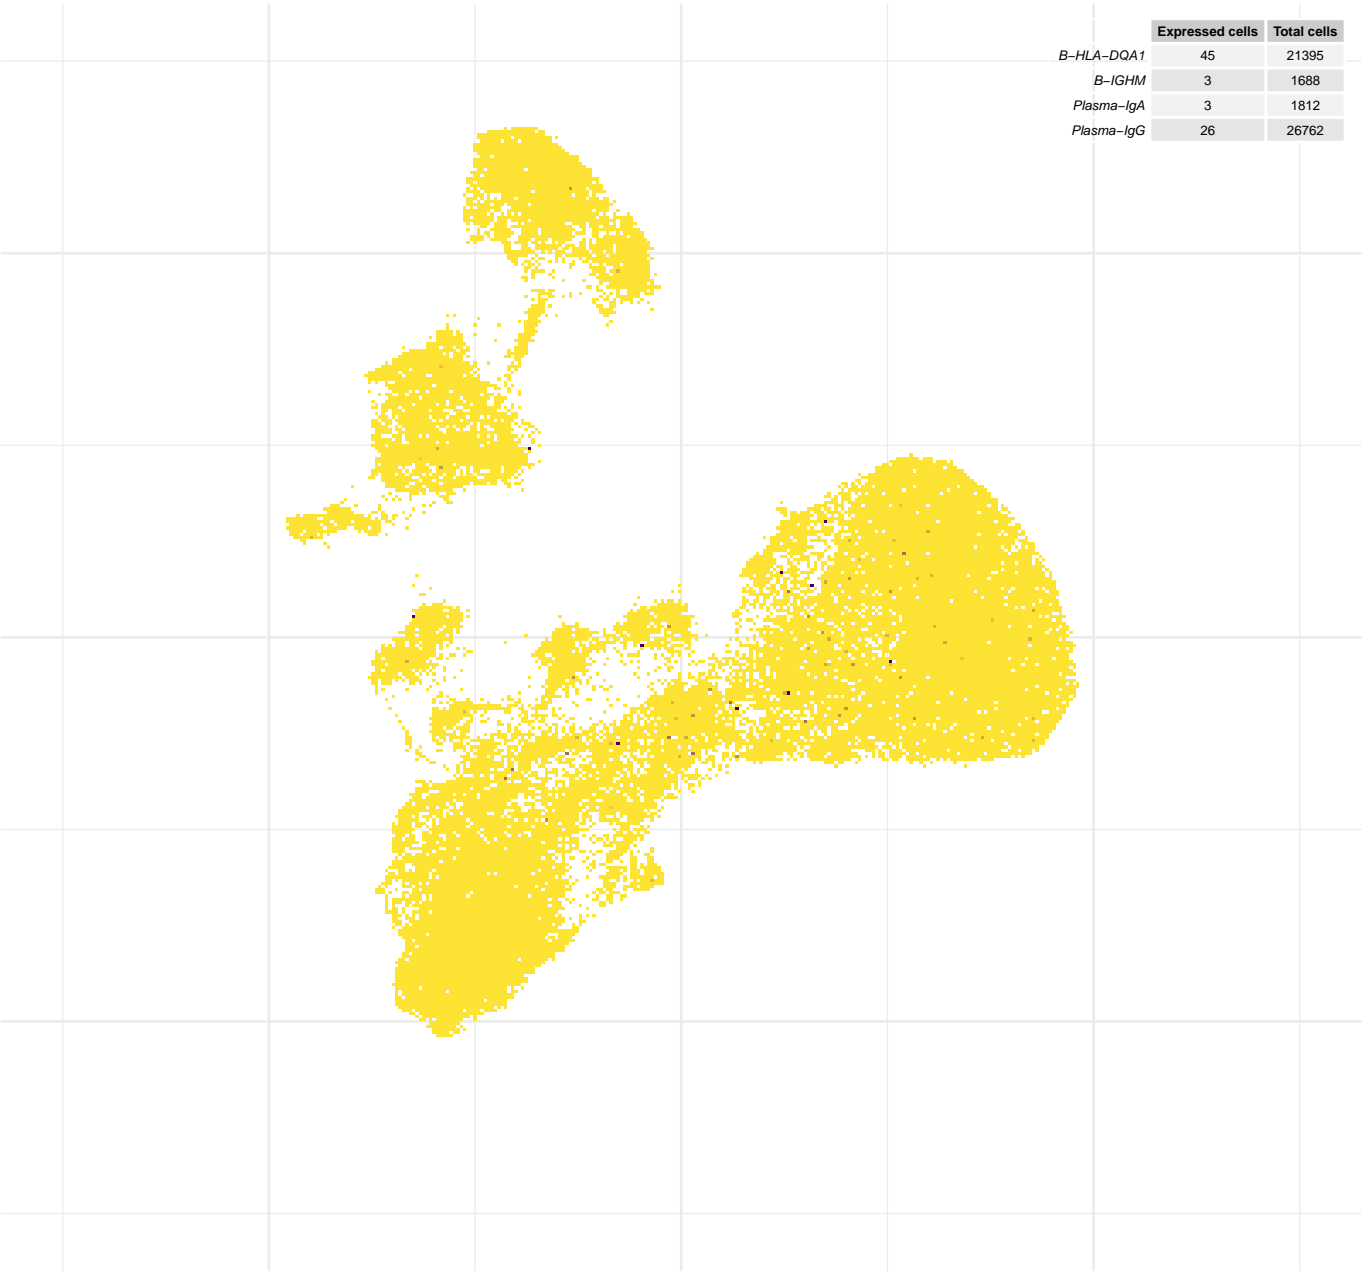 Expressed cells Total cells
B−HLA−DQA1 45 21395
B−IGHM 3 1688
Plasma−IgA 3 1812
Plasma−IgG 26 26762